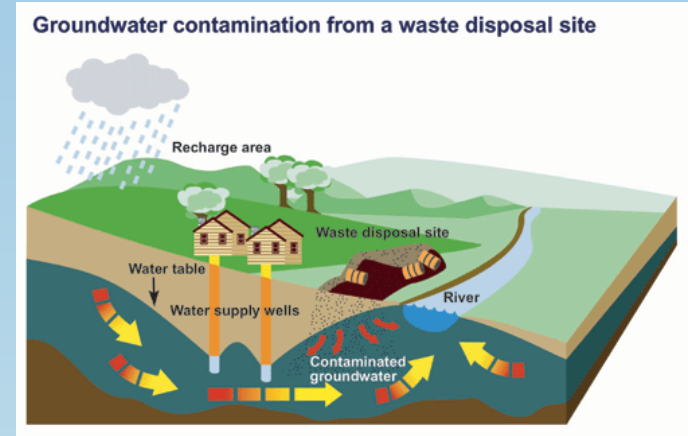 Groundwater contamination from a waste disposal site
Recharge area
Waste disposal site
Water table
River
Water supply wells
Contaminated
groundwater